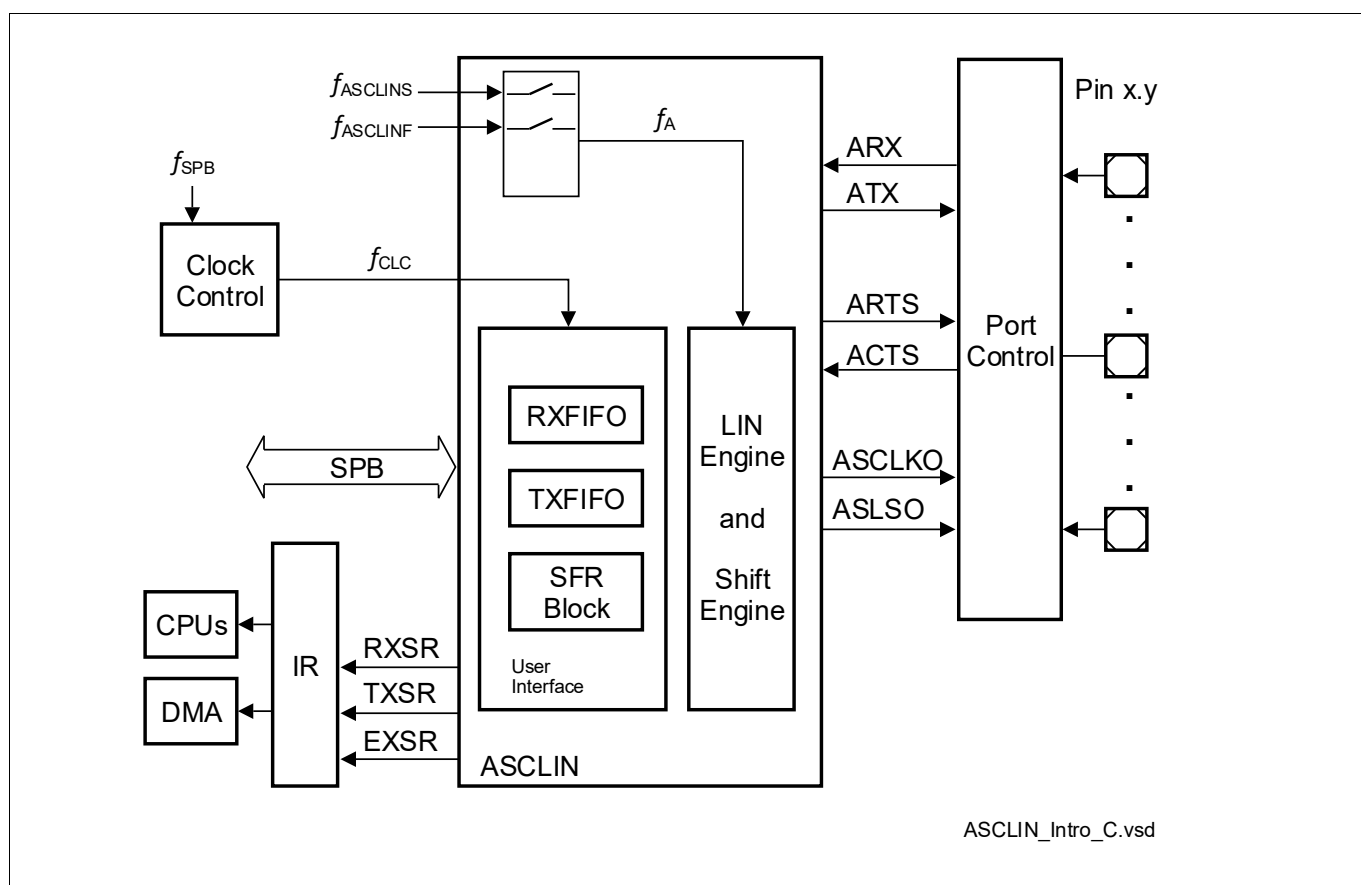 fASCLINS
fASCLINF
fA
fSPB
Clock
Control
fCLC
SPB
RXFIFO
TXFIFO
SFR
Block
User
Interface
LIN
Engine
and
Shift
Engine
ASCLIN
CPUs
DMA
IR
RXSR
TXSR
EXSR
ARX
ATX
ARTS
ACTS
ASCLKO
ASLSO
Port
Control
Pin x.y
ASCLIN_Intro_C.vsd